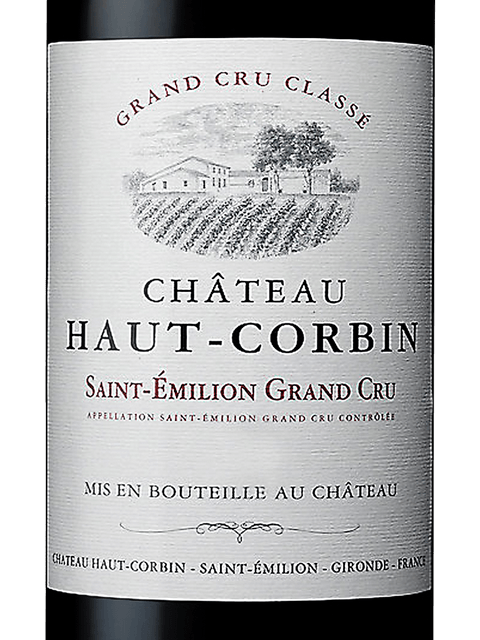 GRAND CRU CLASSÉ
CHÂTEAU
HAUT-CORBIN
SAINT-ÉMILION GRAND CRU
APPELLATION SAINT-ÉMILION GRAND CRU CONTRÔLÉE
MIS EN BOUTEILLE AU CHÂTEAU
CHATEAU HAUT-CORBIN - SAINT-ÉMILION - GIRONDE - FRANCE